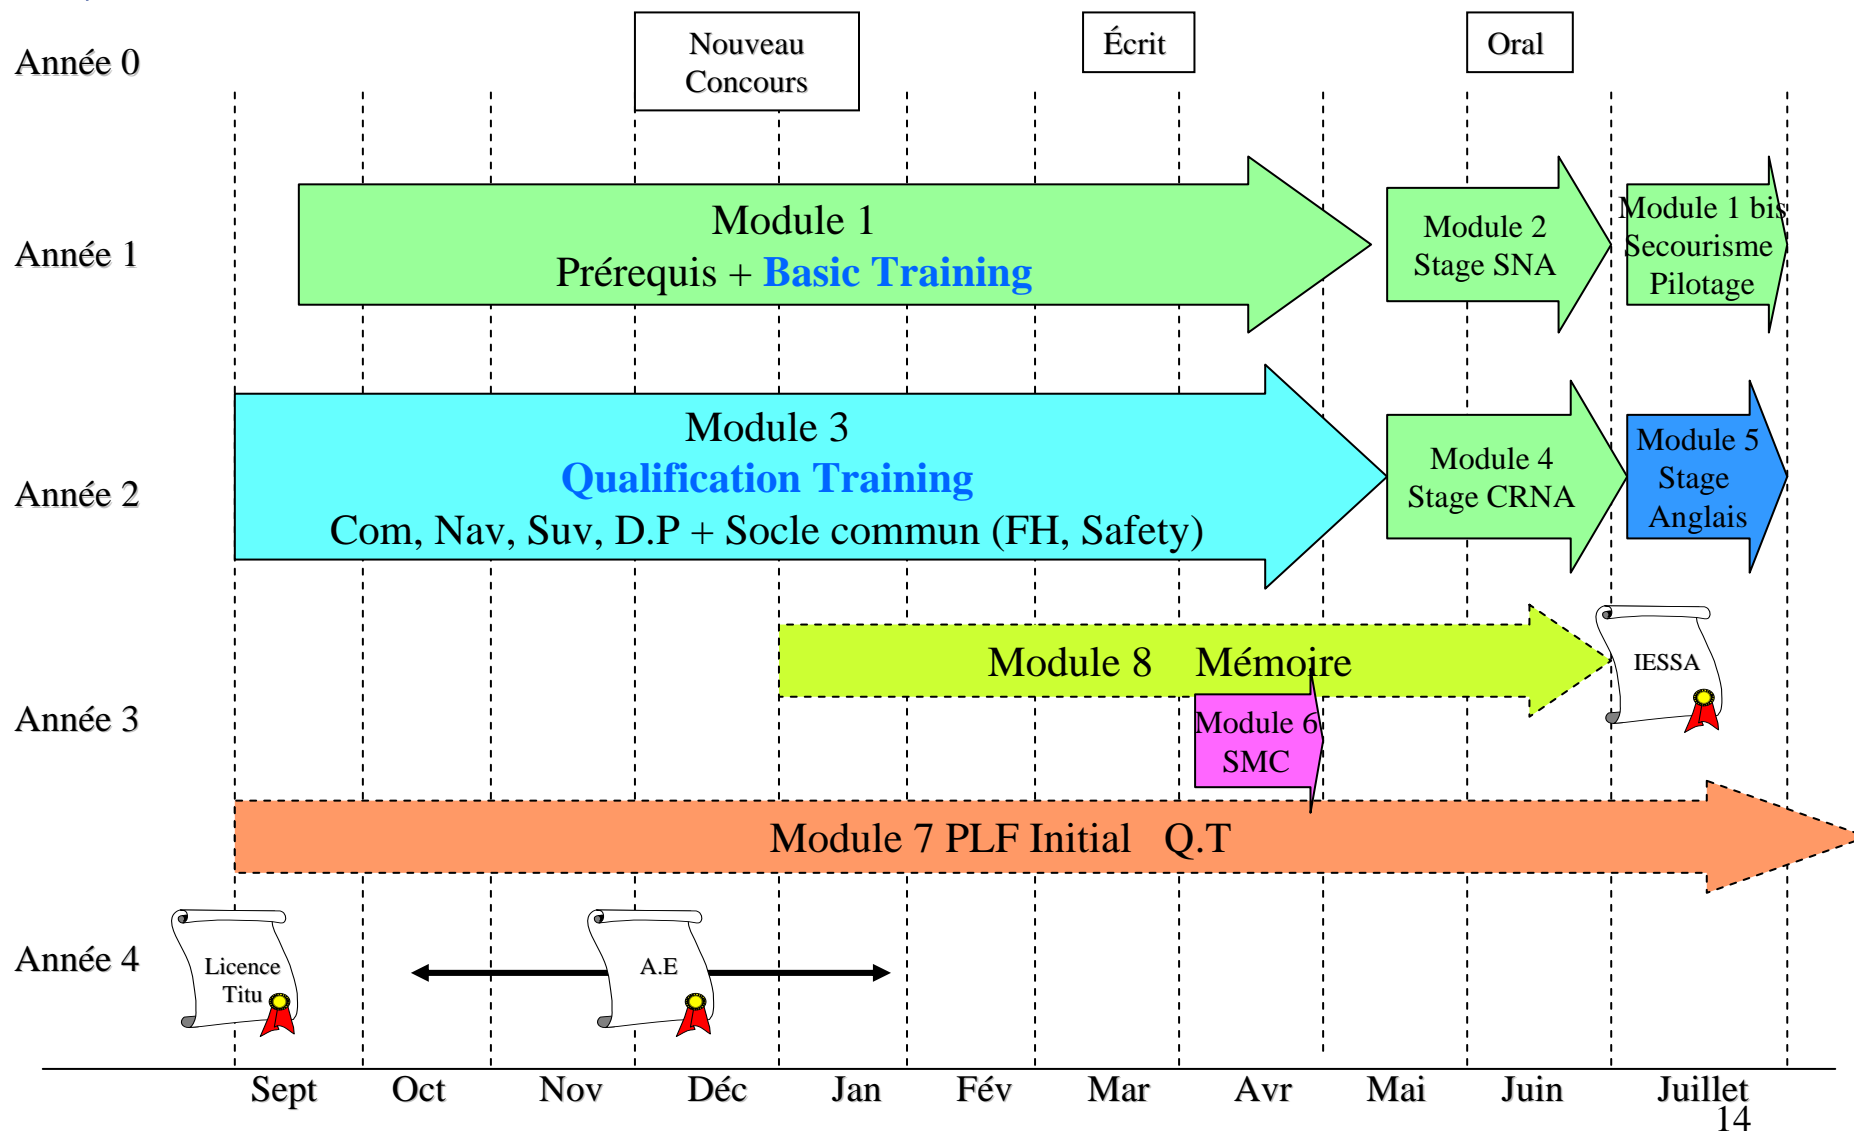 Nouveau
Concours
Écrit
Oral
Année 0
Module 1
Prérequis + Basic Training
Module 2
Stage SNA
Module 1 bis
Secourisme
Pilotage
Année 1
Module 3
Qualification Training
Com, Nav, Suv, D.P + Socle commun (FH, Safety)
Module 4
Stage CRNA
Module 5
Stage
Anglais
Année 2
Module 8 Mémoire
IESSA
Année 3
Module 6
SMC
Module 7 PLF Initial Q.T
Année 4
Licence
Titu
A.E
Sept Oct Nov Déc Jan Fév Mar Avr Mai Juin Juillet
14